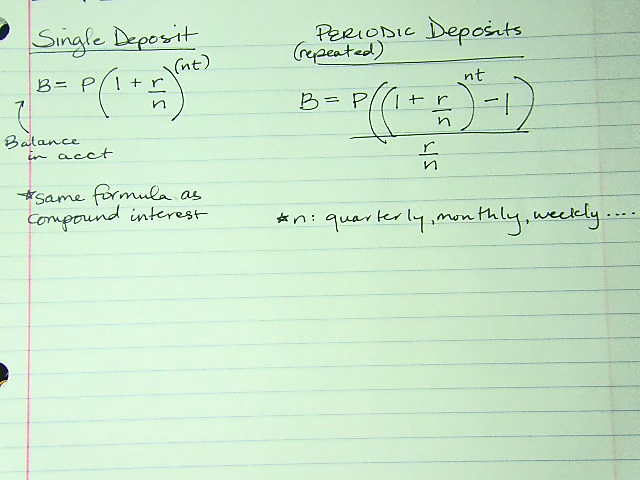 Single Deposit
B = P(1 + r/n)^(nt)
Balance
in acct
*same formula as
compound interest
PERIODIC Deposits
(repeated)
B = P((1 + r/n)^nt - 1)
r/n
*n: quarterly, monthly, weekly....